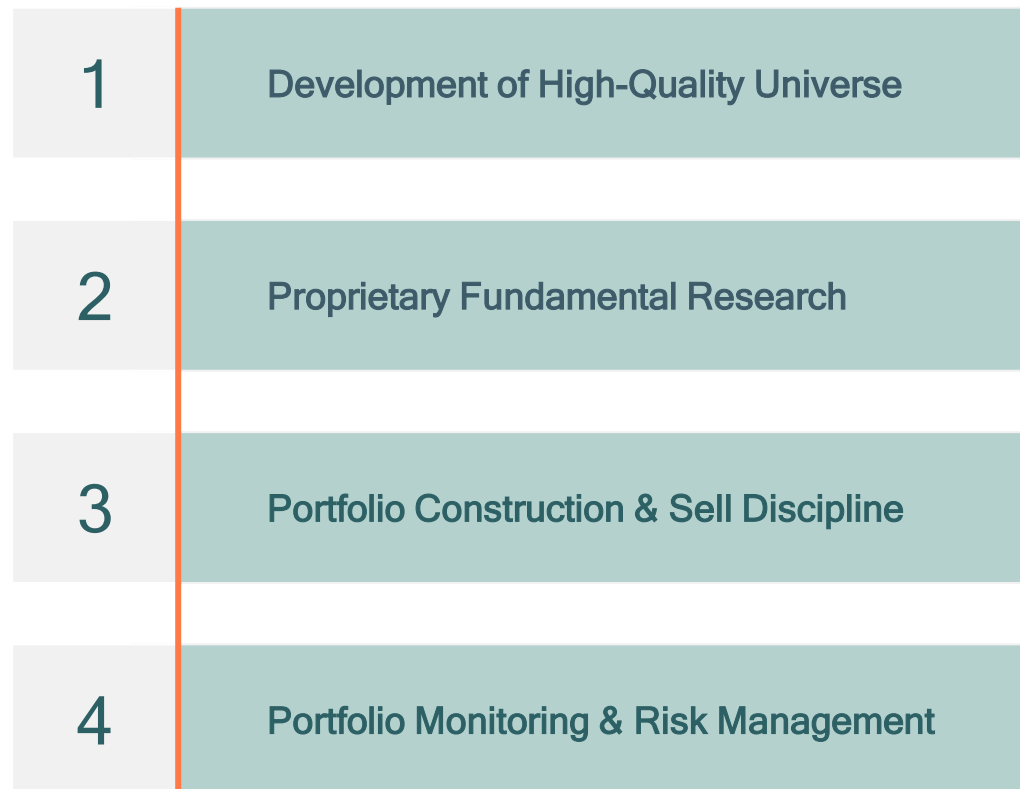 1
Development of High-Quality Universe
2
Proprietary Fundamental Research
3
Portfolio Construction & Sell Discipline
4
Portfolio Monitoring & Risk Management